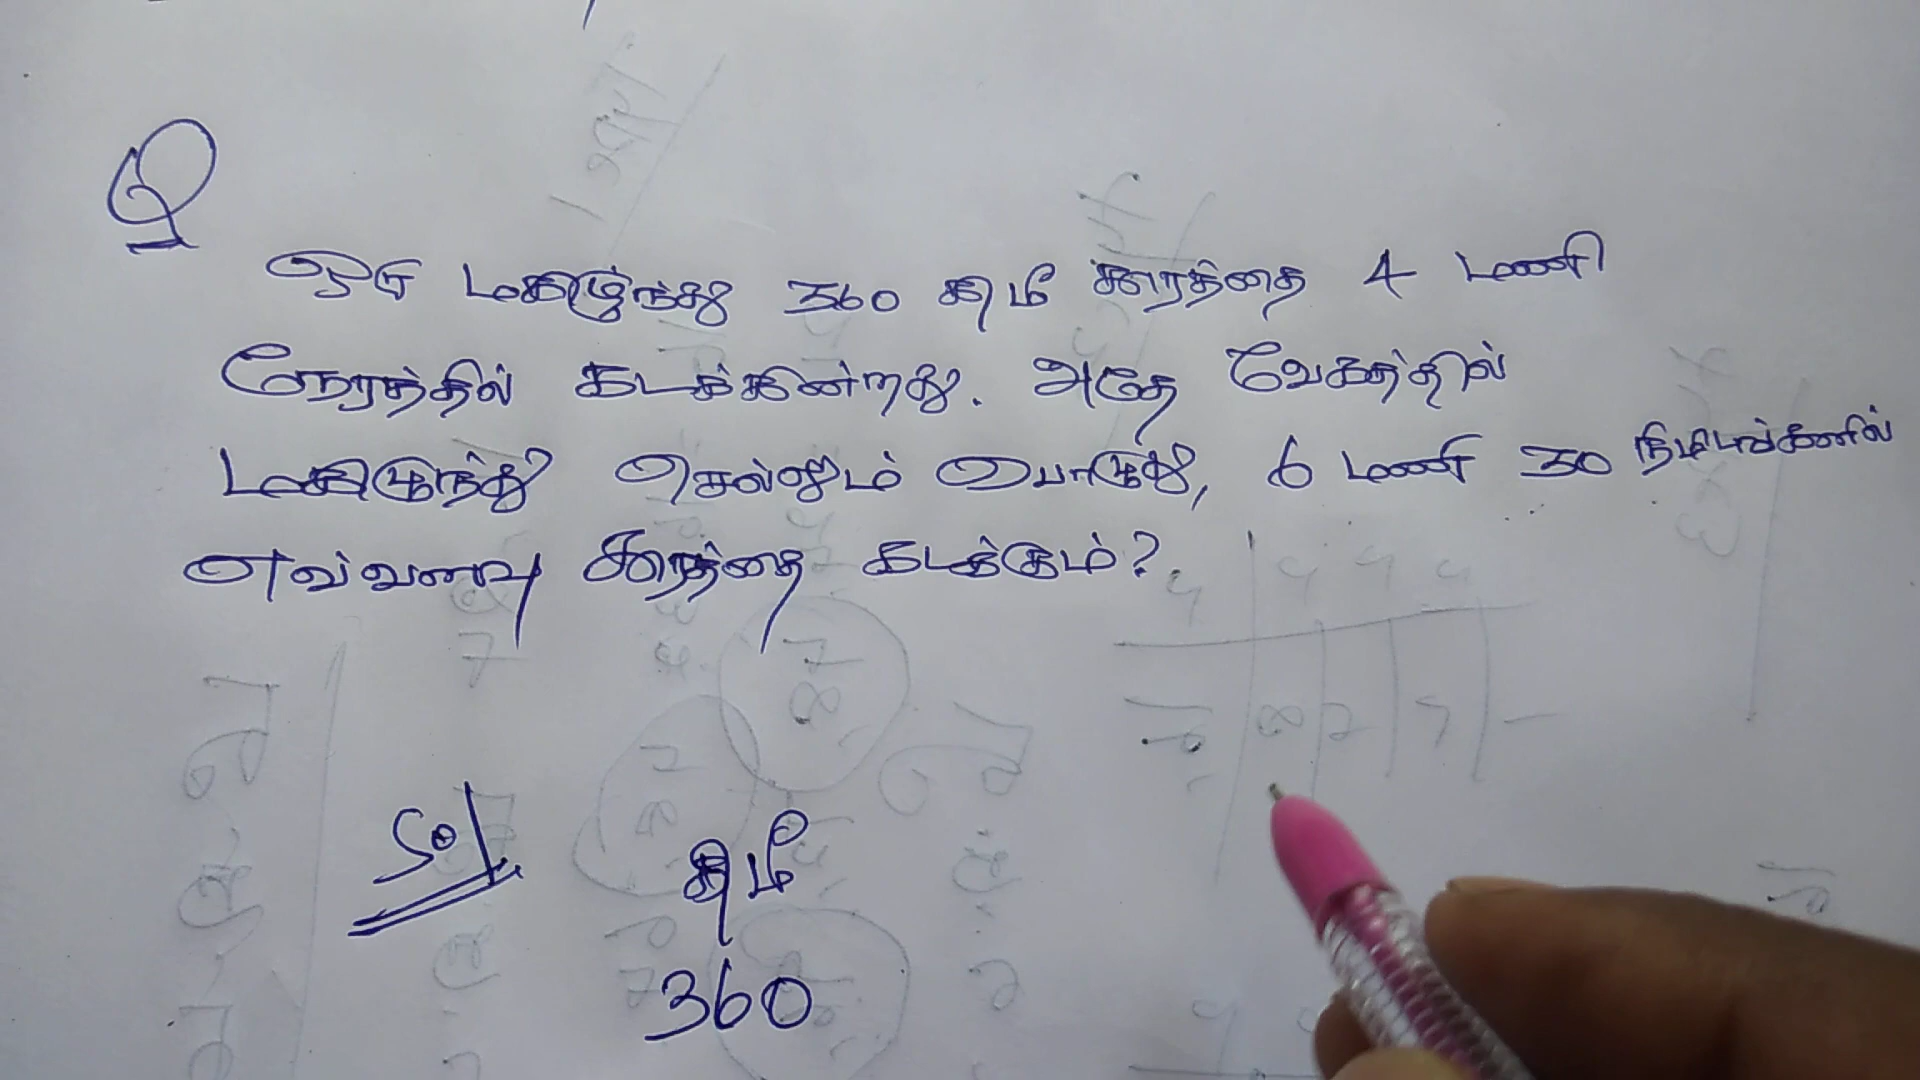 Q
ஒரு மகிழுந்து 360 கி மீ தூரத்தை 4 மணி
நேரத்தில் கடக்கின்றது. அதே வேகத்தில்
மகிழுந்து செல்லும் பொழுது, 6 மணி 30 நிமிடங்களில்
எவ்வளவு தூரத்தை கடக்கும்?
Sol
கி மீ
360